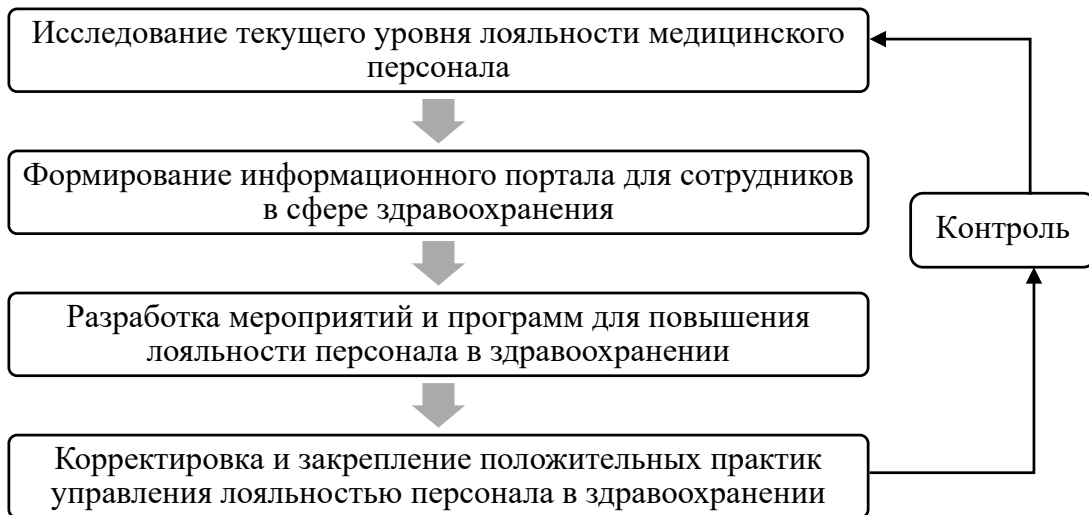 Исследование текущего уровня лояльности медицинского
персонала
Формирование информационного портала для сотрудников
в сфере здравоохранения
Контроль
Разработка мероприятий и программ для повышения
лояльности персонала в здравоохранении
Корректировка и закрепление положительных практик
управления лояльностью персонала в здравоохранении